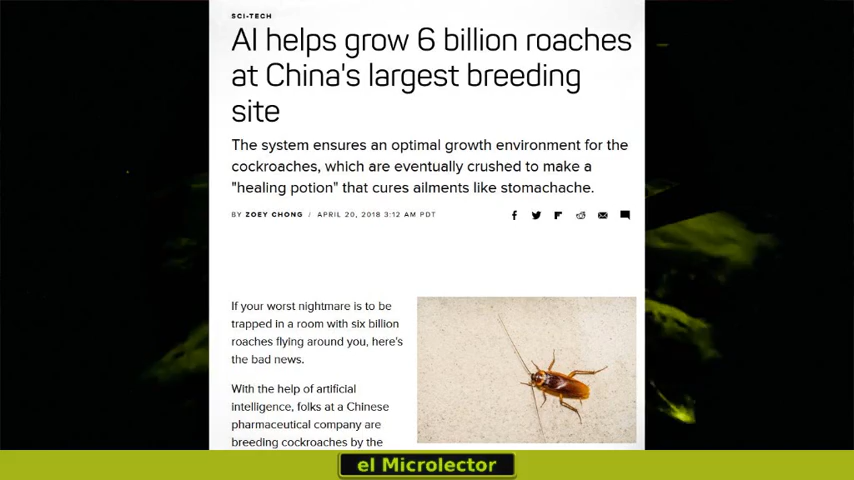 SCI-TECH
AI helps grow 6 billion roaches
at China's largest breeding
site
The system ensures an optimal growth environment for the
cockroaches, which are eventually crushed to make a
"healing potion" that cures ailments like stomachache.
BY ZOEY CHONG / APRIL 20, 2018 3:12 AM PDT
If your worst nightmare is to be
trapped in a room with six billion
roaches flying around you, here's
the bad news.
With the help of artificial
intelligence, folks at a Chinese
pharmaceutical company are
breeding cockroaches by the
el Microlector